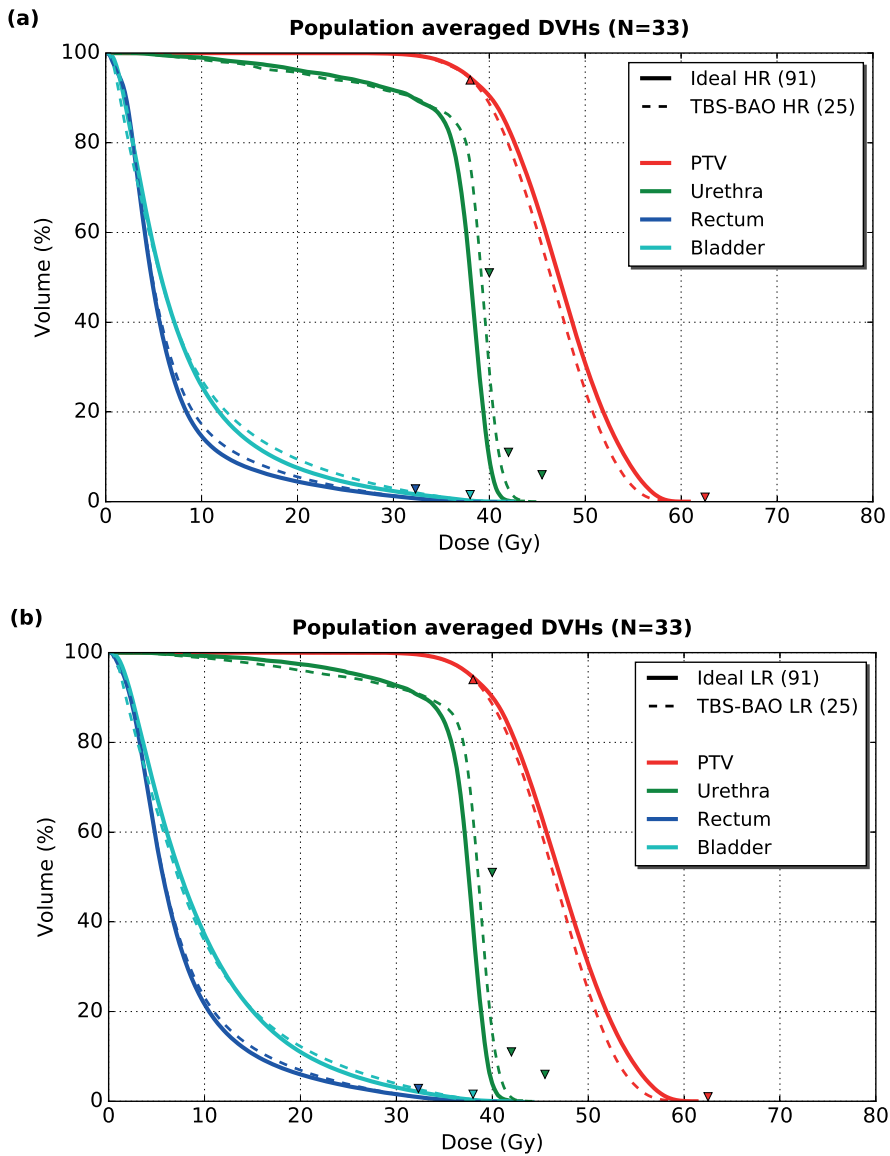 (a)
Population averaged DVHs (N=33)
100
80
60
40
20
0
Volume (%)
Ideal HR (91)
TBS-BAO HR (25)
PTV
Urethra
Rectum
Bladder
0 10 20 30 40 50 60 70 80
Dose (Gy)
(b)
Population averaged DVHs (N=33)
100
80
60
40
20
0
Volume (%)
Ideal LR (91)
TBS-BAO LR (25)
PTV
Urethra
Rectum
Bladder
0 10 20 30 40 50 60 70 80
Dose (Gy)